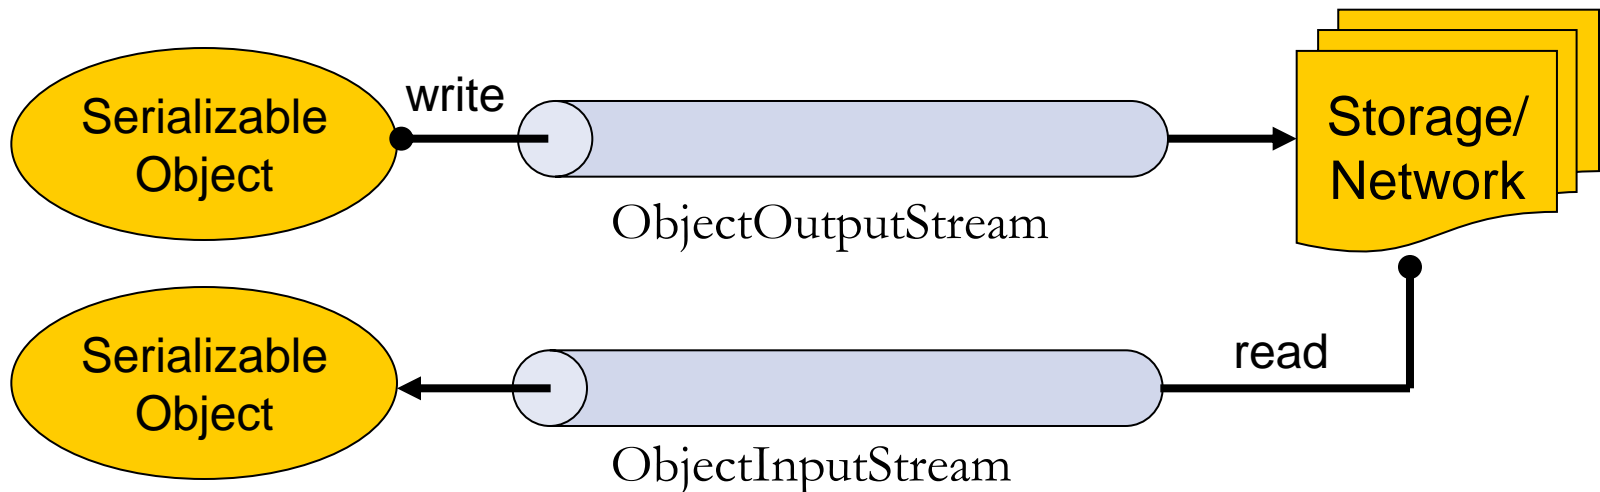 Serializable
Object
write
ObjectOutputStream
Storage/
Network
Serializable
Object
read
ObjectInputStream